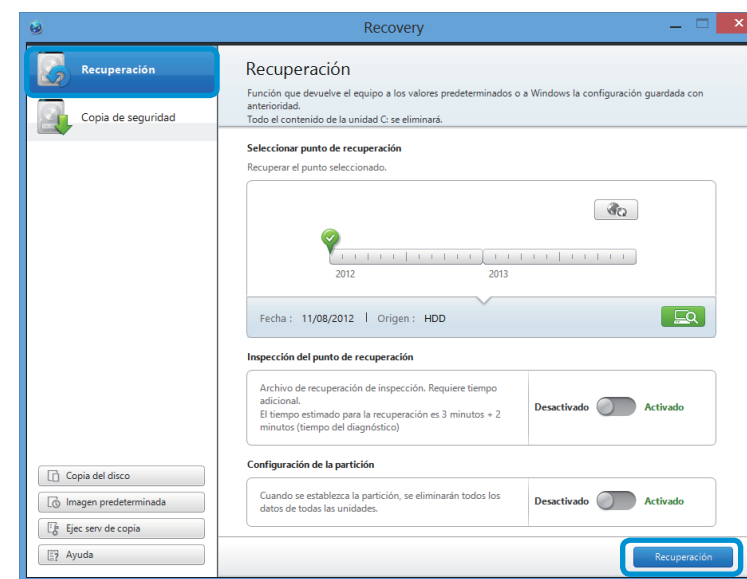 Recovery
Recuperación
Copia de seguridad
Copia del disco
Imagen predeterminada
Ejec serv de copia
Ayuda
Recuperación
Función que devuelve el equipo a los valores predeterminados o a Windows la configuración guardada con
anterioridad.
Todo el contenido de la unidad C: se eliminará.
Seleccionar punto de recuperación
Recuperar el punto seleccionado.
2012 2013
Fecha : 11/08/2012 | Origen : HDD
Inspección del punto de recuperación
Archivo de recuperación de inspección. Requiere tiempo
adicional.
El tiempo estimado para la recuperación es 3 minutos + 2
minutos (tiempo del diagnóstico)
Desactivado Activado
Configuración de la partición
Cuando se establezca la partición, se eliminarán todos los
datos de todas las unidades.
Desactivado Activado
Recuperación